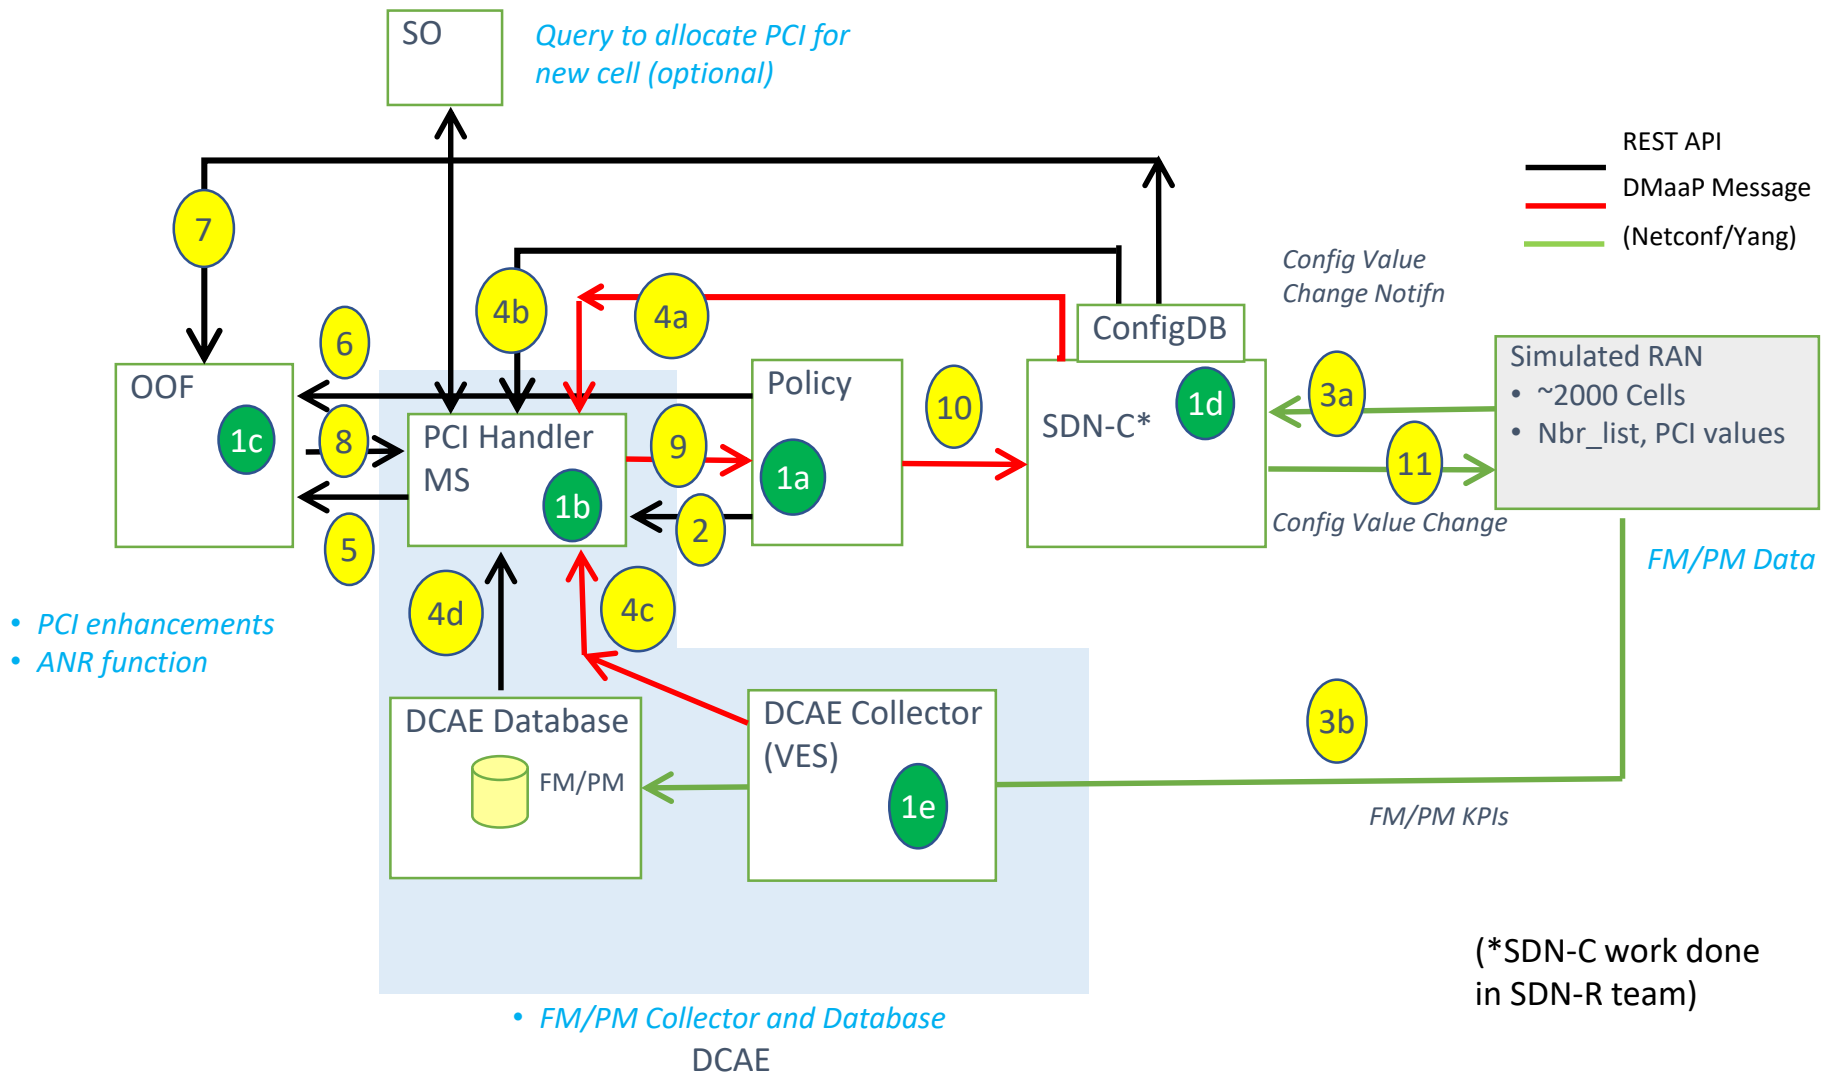 SO
Query to allocate PCI for
new cell (optional)
REST API
DMaaP Message
(Netconf/Yang)
7
Config Value
Change Notifn
4b
4a
6
ConfigDB
Simulated RAN
• ~2000 Cells
• Nbr_list, PCI values
OOF
Policy
3a
1d
10
SDN-C*
1c
8
PCI Handler
MS
9
1a
11
1b
2
Config Value Change
5
FM/PM Data
4d
4c
• PCI enhancements
• ANR function
DCAE Database
FM/PM
DCAE Collector
(VES)
3b
1e
FM/PM KPIs
(*SDN-C work done
in SDN-R team)
• FM/PM Collector and Database
DCAE